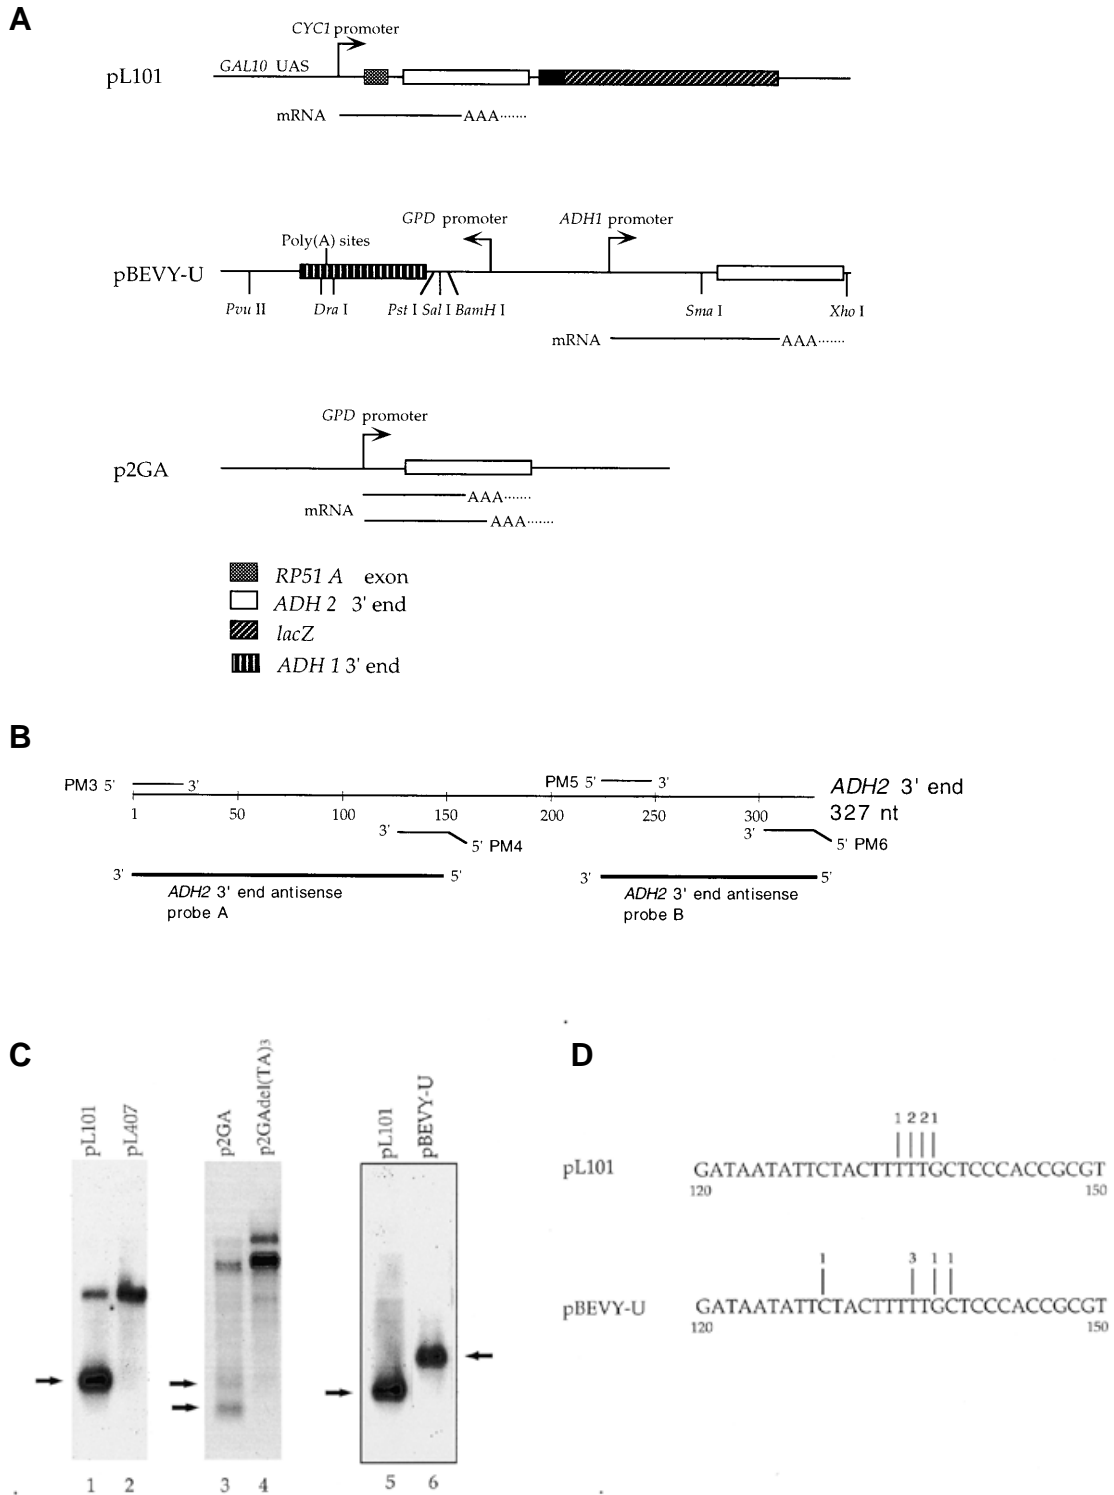 A
CYC1 promoter
GAL10 UAS
pL101
mRNA
AAA.......
GPD promoter
ADH1 promoter
Poly(A) sites
pBEVY-U
Pvu II
Dra I
Pst I Sal I BamH I
Sma I
Xho I
mRNA
AAA.......
GPD promoter
p2GA
AAA.......
mRNA
AAA.......
RP51 A exon
ADH 2 3' end
lacZ
ADH 1 3' end
B
PM3 5'
3'
PM5 5'
3'
ADH2 3' end
327 nt
1 50 100 150 200 250 300
3'
5' PM4
3'
5' PM6
3'
5'
ADH2 3' end antisense
probe A
3'
5'
ADH2 3' end antisense
probe B
C
pL101
pL407
p2GA
p2GAdel(TA)3
pL101
pBEVY-U
1 2 3 4 5 6
D
1 2 2 1
pL101
GATAATATTCTACTTTTTTGCTCCCACCGCGT
120
150
1 3 1 1
pBEVY-U
GATAATATTCTACTTTTTTGCTCCCACCGCGT
120
150